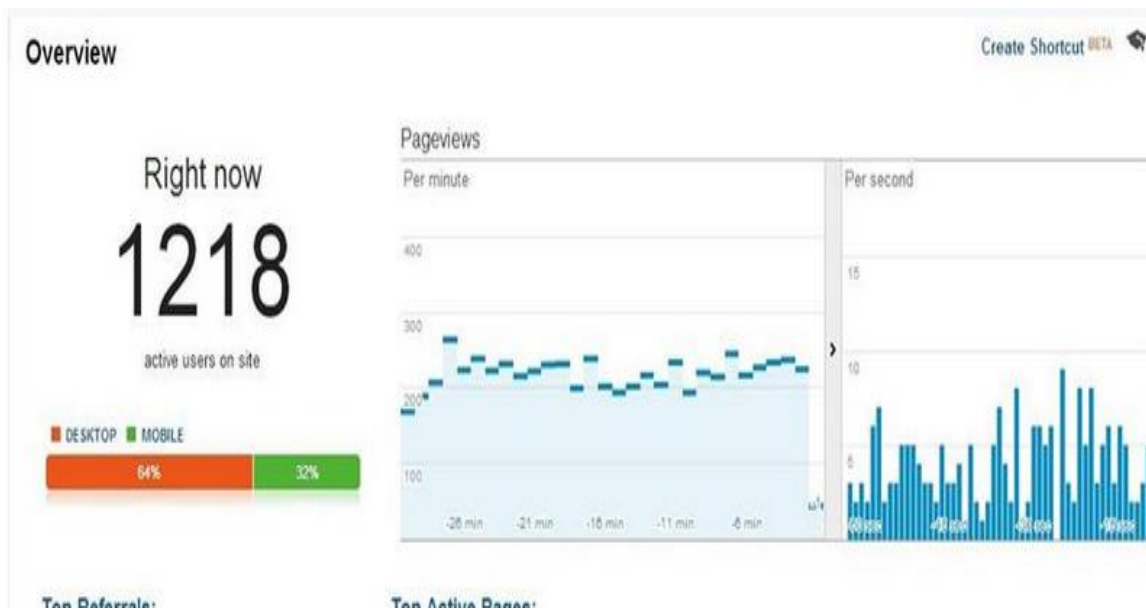 Overview
Create Shortcut BETA
Right now
1218
active users on site
DESKTOP MOBILE
64% 32%
Pageviews
Per minute
400
300
200
100
-26 min -21 min -16 min -11 min -6 min
Per second
15
10
5
Top Referrals:
Top Active Pages: